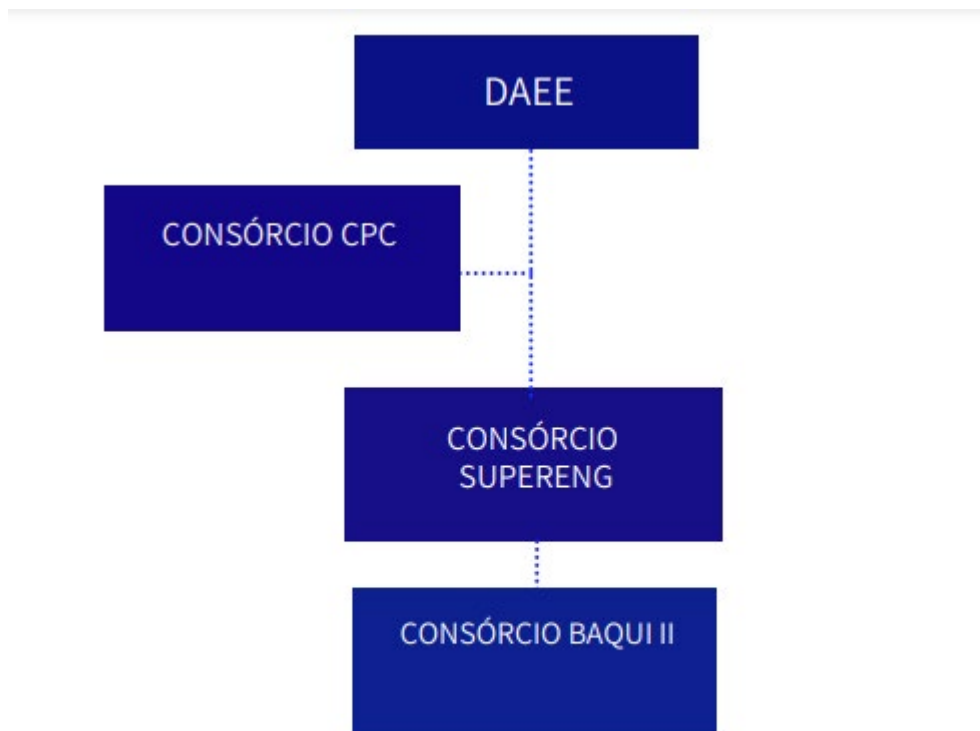 DAEE
CONSÓRCIO CPC
CONSÓRCIO
SUPERENG
CONSÓRCIO BAQUI II